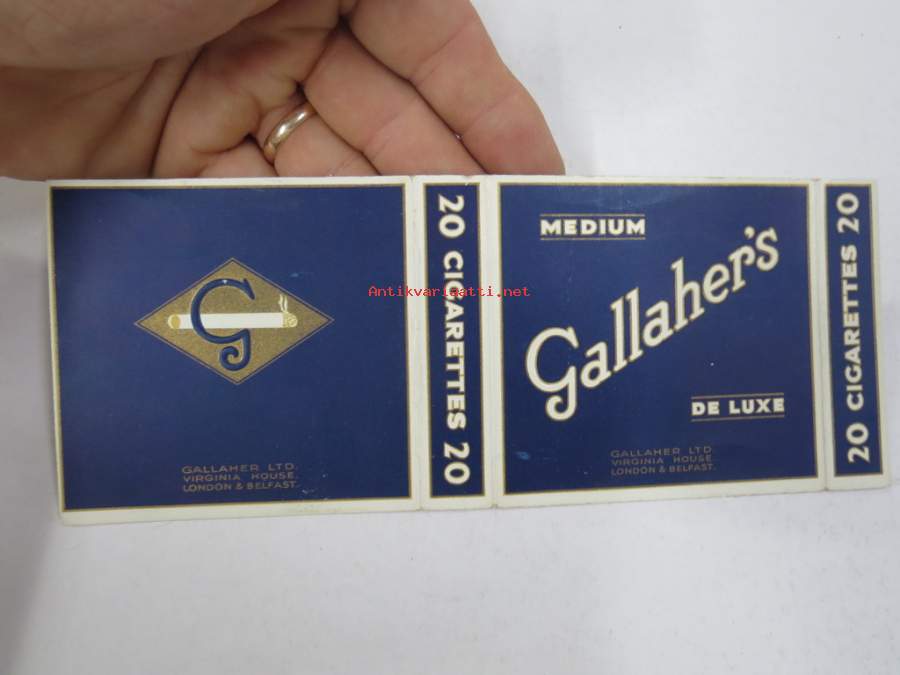 G
GALLAHER LTD.
VIRGINIA HOUSE.
LONDON & BELFAST.
20 CIGARETTES 20
MEDIUM
Gallaher's
DE LUXE
GALLAHER LTD.
VIRGINIA HOUSE.
LONDON & BELFAST.
20 CIGARETTES 20
Antikvariaatti.net